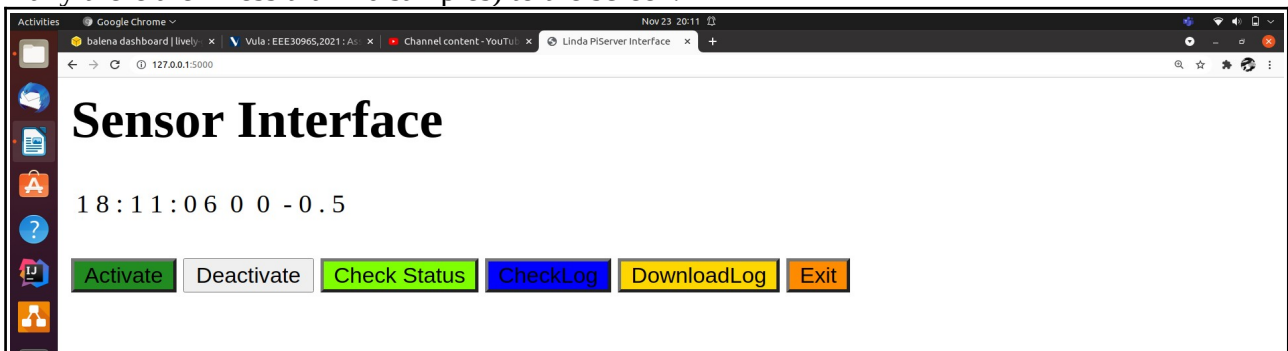 Activities Google Chrome Nov 23 20:11
balena dashboard | lively- Vula : EEE3096S,2021 : As Channel content - YouTub Linda PiServer Interface
127.0.0.1:5000
Sensor Interface
18:11:06 0 0 -0.5
Activate Deactivate Check Status CheckLog DownloadLog Exit